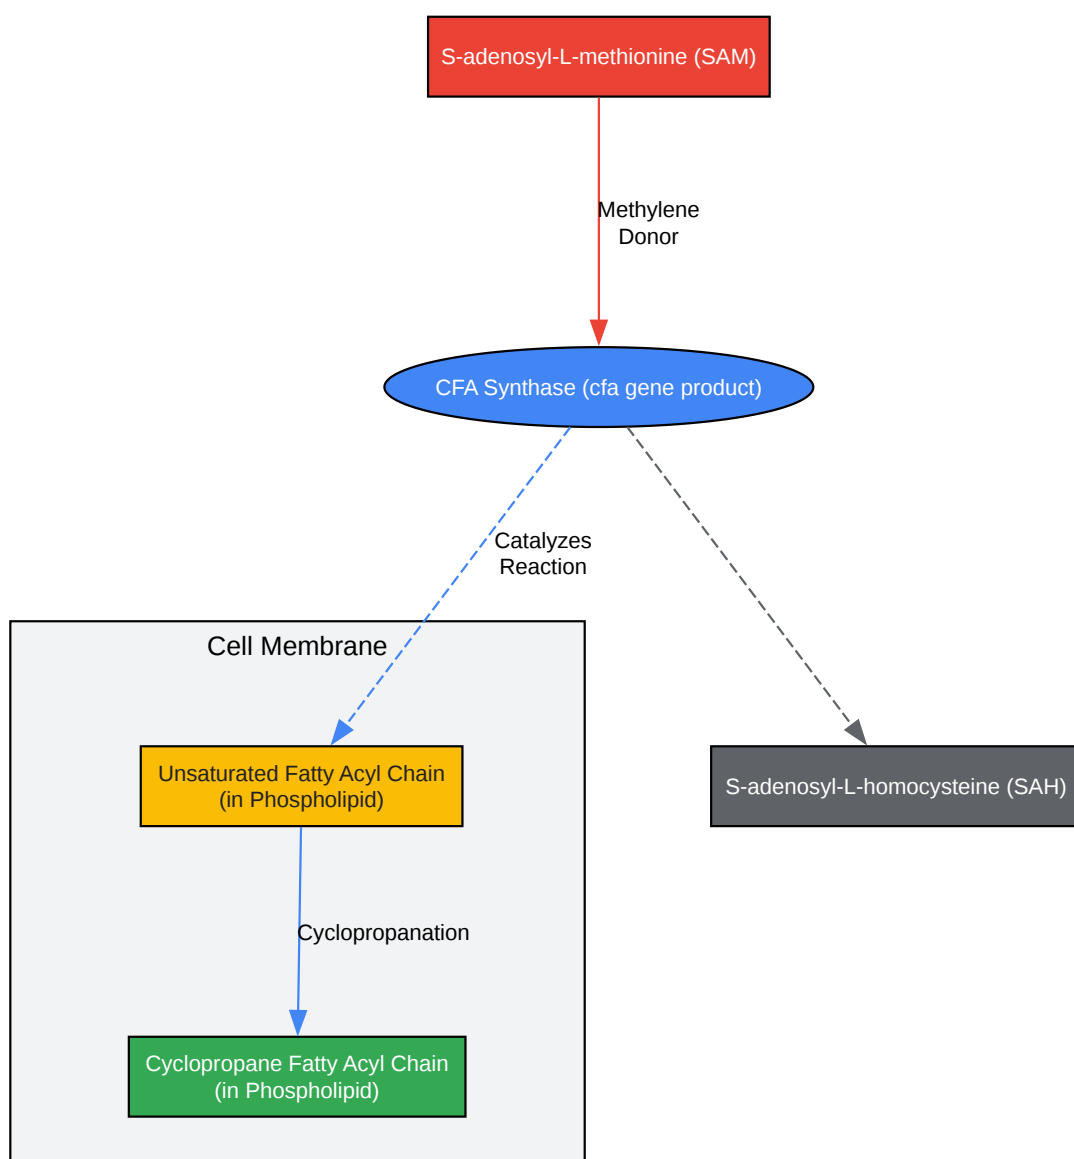 S-adenosyl-L-methionine (SAM)
Methylene
Donor
CFA Synthase (cfa gene product)
Catalyzes
Reaction
Cell Membrane
Unsaturated Fatty Acyl Chain
(in Phospholipid)
S-adenosyl-L-homocysteine (SAH)
Cyclopropanation
Cyclopropane Fatty Acyl Chain
(in Phospholipid)